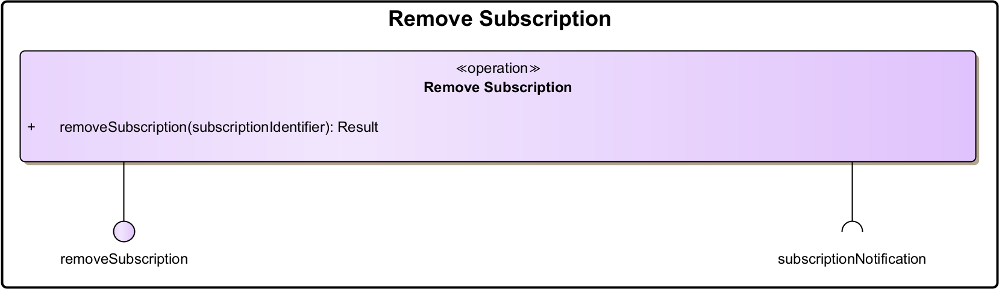 Remove Subscription
≪operation≫
Remove Subscription
+ removeSubscription(subscriptionIdentifier): Result
removeSubscription
subscriptionNotification